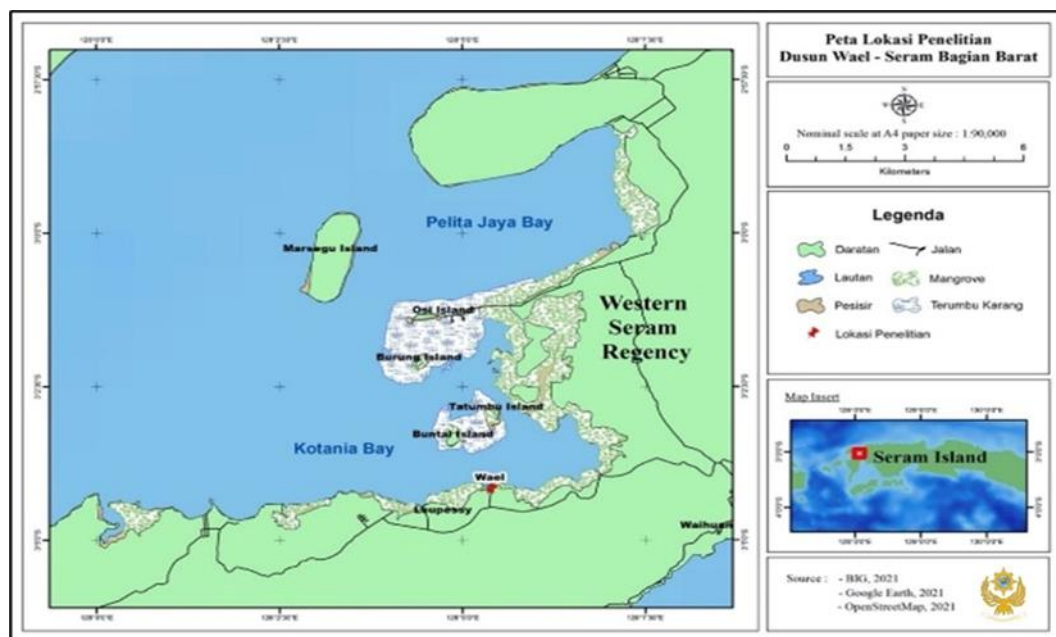 Peta Lokasi Penelitian
Dusun Wael - Seram Bagian Barat
N
W
E
S
Nominal scale at A4 paper size : 1:90,000
0 1.5 3 6
Kilometers
Legenda
Daratan
Jalan
Lautan
Mangrove
Pesisir
Terumbu Karang
Lokasi Penelitian
Map Insert
Seram Island
Source : - BIG, 2021
- Google Earth, 2021
- OpenStreetMap, 2021
Pelita Jaya Bay
Marsegu Island
Osi Island
Western
Seram
Regency
Burung Island
Tatumbu Island
Buntal Island
Kotania Bay
Wael
Waihuan